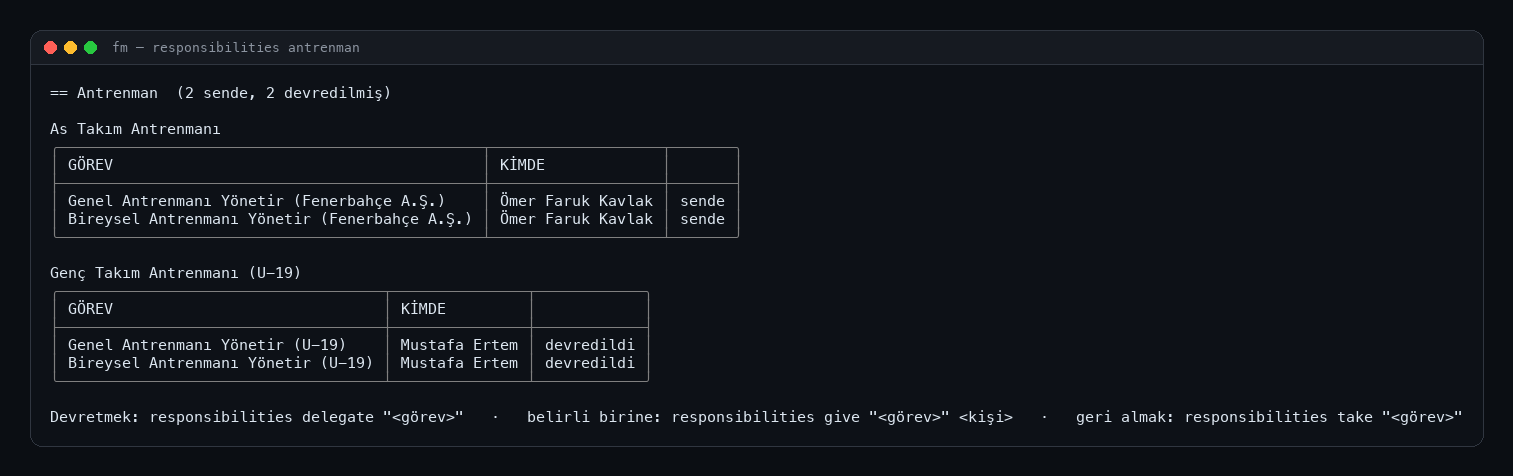 fm — responsibilities antrenman
== Antrenman  (2 sende, 2 devredilmiş)
As Takım Antrenmanı
GÖREV KİMDE
Genel Antrenmanı Yönetir (Fenerbahçe A.Ş.) Ömer Faruk Kavlak sende
Bireysel Antrenmanı Yönetir (Fenerbahçe A.Ş.) Ömer Faruk Kavlak sende
Genç Takım Antrenmanı (U−19)
GÖREV KİMDE
Genel Antrenmanı Yönetir (U−19) Mustafa Ertem devredildi
Bireysel Antrenmanı Yönetir (U−19) Mustafa Ertem devredildi
Devretmek: responsibilities delegate "<görev>"   ·   belirli birine: responsibilities give "<görev>" <kişi>   ·   geri almak: responsibilities take "<görev>"